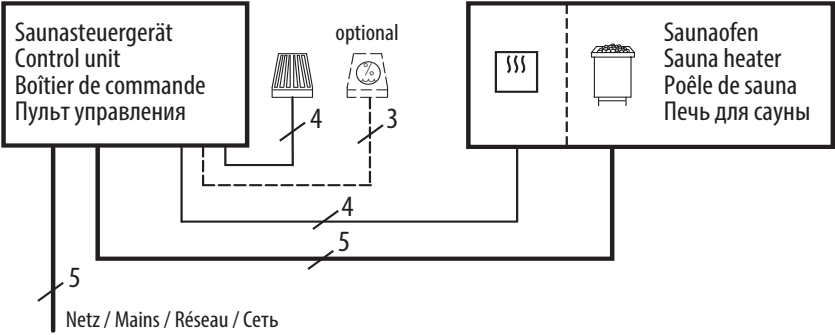 Saunasteuergerät
Control unit
Boîtier de commande
Пульт управления
optional
%
Saunaofen
Sauna heater
Poêle de sauna
Печь для сауны
4
3
4
5
5
Netz / Mains / Réseau / Сеть